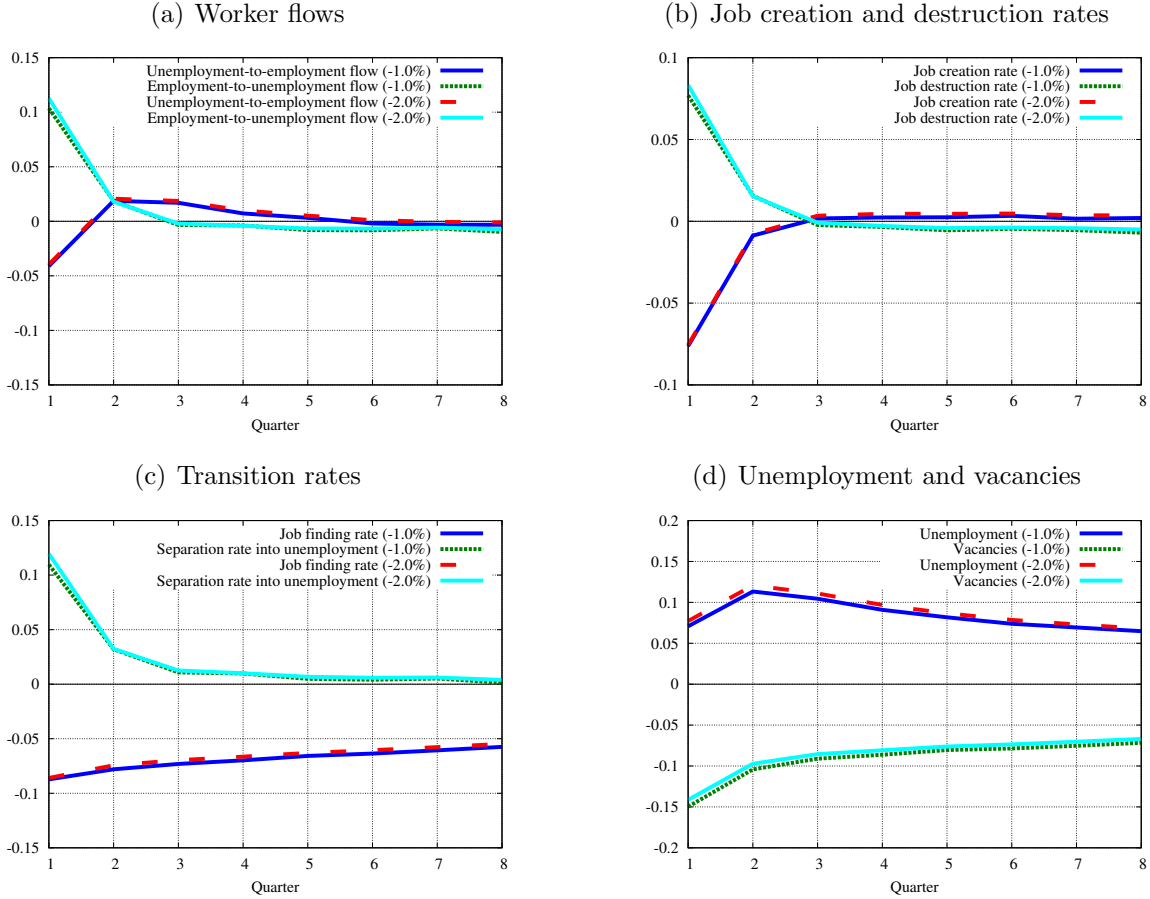 (a) Worker flows
0.15
0.1
0.05
0
-0.05
-0.1
-0.15
Unemployment-to-employment flow (-1.0%)
Employment-to-unemployment flow (-1.0%)
Unemployment-to-employment flow (-2.0%)
Employment-to-unemployment flow (-2.0%)
1 2 3 4 5 6 7 8
Quarter
(b) Job creation and destruction rates
0.1
0.05
0
-0.05
-0.1
Job creation rate (-1.0%)
Job destruction rate (-1.0%)
Job creation rate (-2.0%)
Job destruction rate (-2.0%)
1 2 3 4 5 6 7 8
Quarter
(c) Transition rates
0.15
0.1
0.05
0
-0.05
-0.1
-0.15
Job finding rate (-1.0%)
Separation rate into unemployment (-1.0%)
Job finding rate (-2.0%)
Separation rate into unemployment (-2.0%)
1 2 3 4 5 6 7 8
Quarter
(d) Unemployment and vacancies
0.2
0.15
0.1
0.05
0
-0.05
-0.1
-0.15
-0.2
Unemployment (-1.0%)
Vacancies (-1.0%)
Unemployment (-2.0%)
Vacancies (-2.0%)
1 2 3 4 5 6 7 8
Quarter